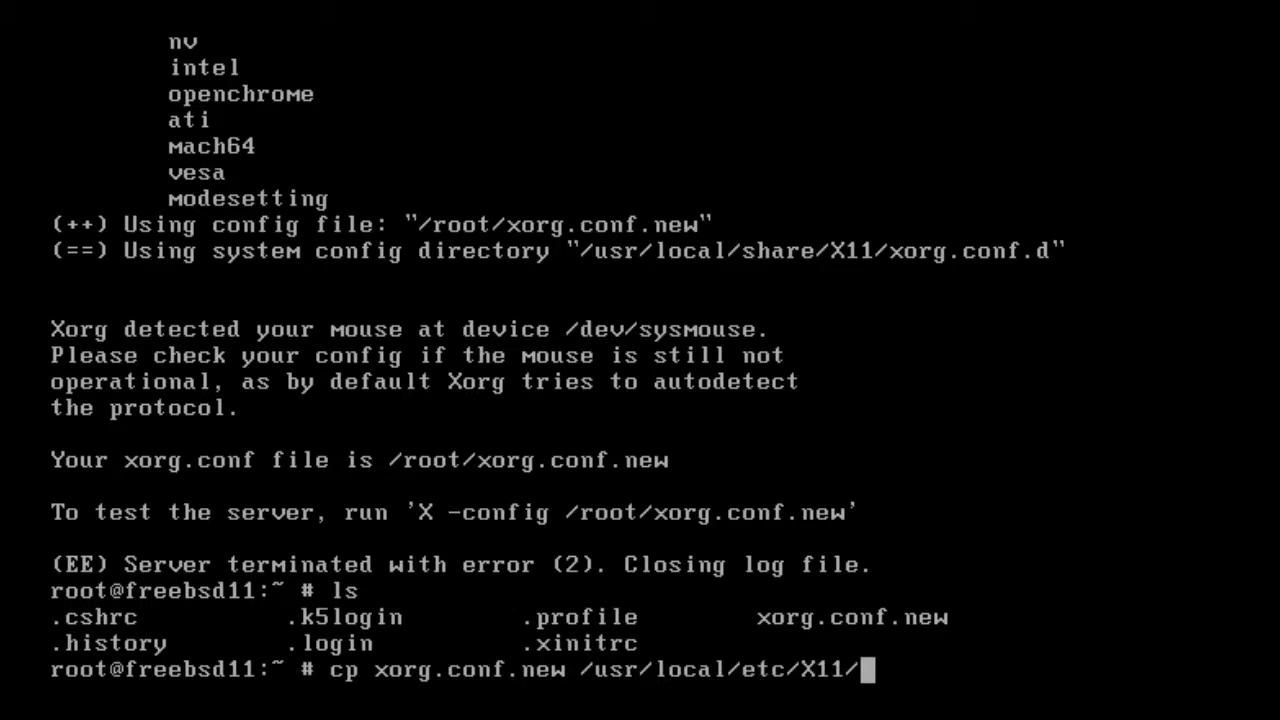 nv
intel
openchrome
ati
mach64
vesa
modesetting
(++) Using config file: "/root/xorg.conf.new"
(==) Using system config directory "/usr/local/share/X11/xorg.conf.d"
Xorg detected your mouse at device /dev/sysmouse.
Please check your config if the mouse is still not
operational, as by default Xorg tries to autodetect
the protocol.
Your xorg.conf file is /root/xorg.conf.new
To test the server, run 'X -config /root/xorg.conf.new'
(EE) Server terminated with error (2). Closing log file.
root@freebsd11:~ # ls
.cshrc .k5login .profile xorg.conf.new
.history .login .xinitrc
root@freebsd11:~ # cp xorg.conf.new /usr/local/etc/X11/